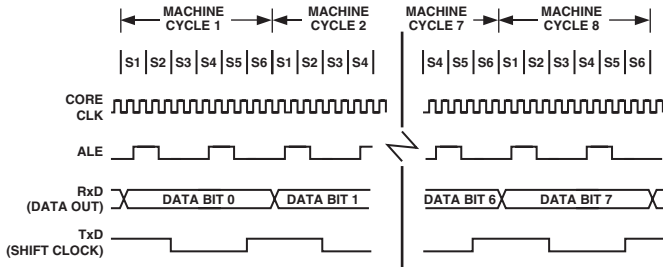 MACHINE CYCLE 1
MACHINE CYCLE 2
MACHINE CYCLE 7
MACHINE CYCLE 8
S1 S2 S3 S4 S5 S6 S1 S2 S3 S4 S4 S5 S6 S1 S2 S3 S4 S5 S6
CORE CLK
ALE
RxD (DATA OUT)
DATA BIT 0 DATA BIT 1 DATA BIT 6 DATA BIT 7
TxD (SHIFT CLOCK)